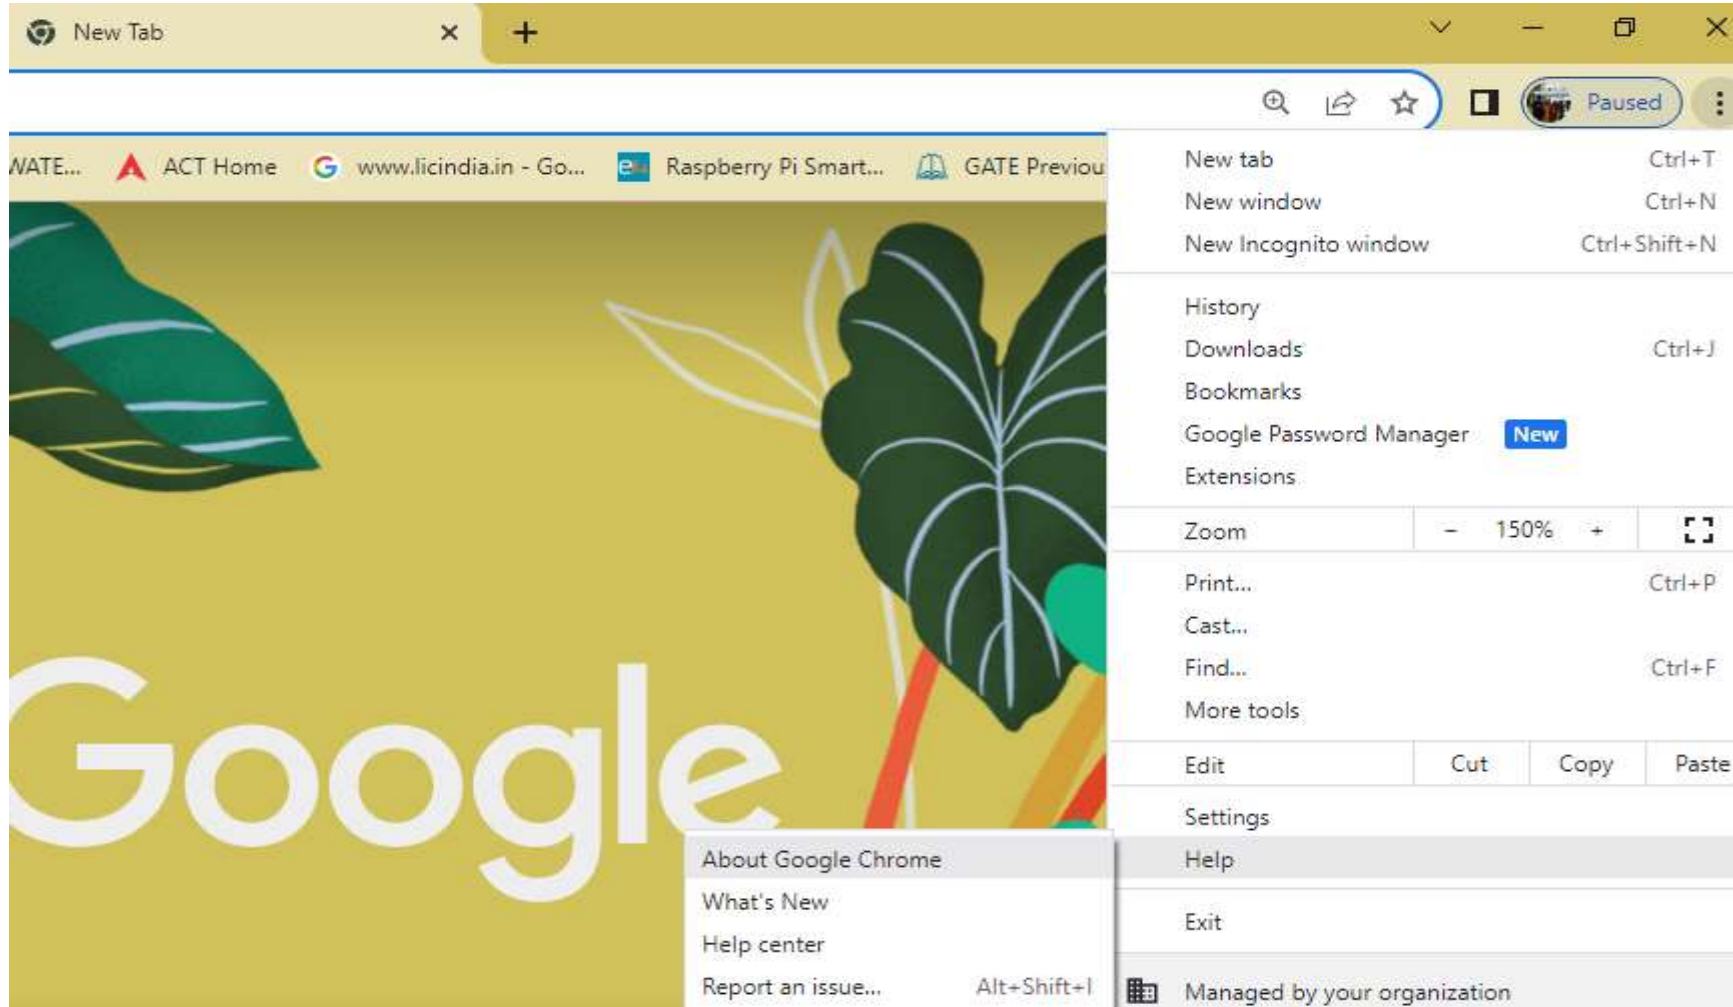 New Tab
Paused
WATE...
ACT Home
www.licindia.in - Go...
Raspberry Pi Smart...
GATE Previou
New tab Ctrl+T
New window Ctrl+N
New Incognito window Ctrl+Shift+N
History
Downloads Ctrl+J
Bookmarks
Google Password Manager New
Extensions
Zoom - 150% +
Print... Ctrl+P
Cast...
Find... Ctrl+F
More tools
Edit Cut Copy Paste
Settings
Help
Exit
Managed by your organization
Google
About Google Chrome
What's New
Help center
Report an issue... Alt+Shift+I